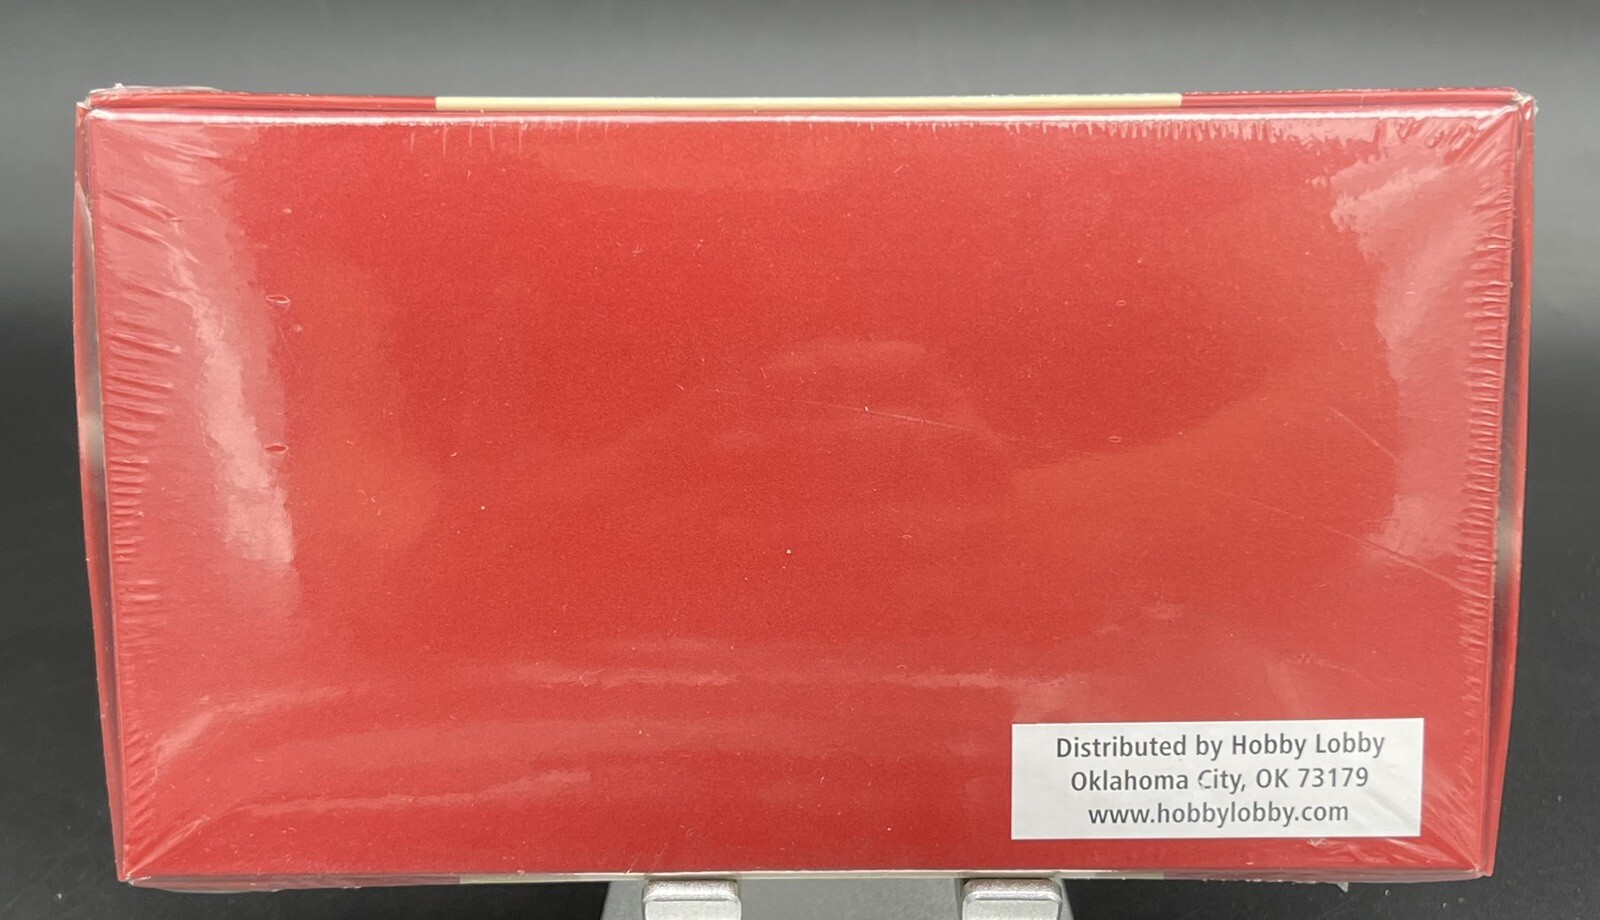 Distributed by Hobby Lobby
Oklahoma City, OK 73179
www.hobbylobby.com